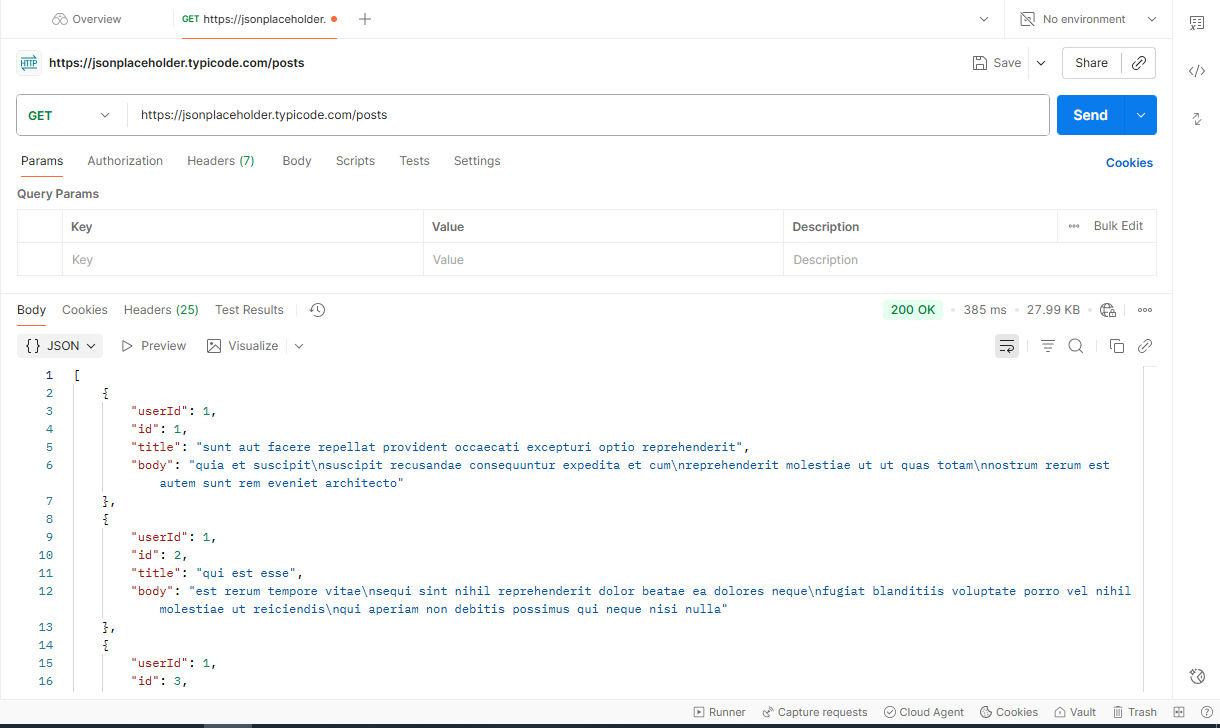 Overview
GET https://jsonplaceholder.
No environment
HTTP https://jsonplaceholder.typicode.com/posts
Save
Share
GET https://jsonplaceholder.typicode.com/posts
Send
Params Authorization Headers (7) Body Scripts Tests Settings
Cookies
Query Params
Key Value Description Bulk Edit
Key Value Description
Body Cookies Headers (25) Test Results
200 OK 385 ms 27.99 KB
{} JSON Preview Visualize
1 [
2 {
3 "userId": 1,
4 "id": 1,
5 "title": "sunt aut facere repellat provident occaecati excepturi optio reprehenderit",
6 "body": "quia et suscipit\nsuscipit recusandae consequuntur expedita et cum\nreprehenderit molestiae ut ut quas totam\nnostrum rerum est
autem sunt rem eveniet architecto"
7 },
8 {
9 "userId": 1,
10 "id": 2,
11 "title": "qui est esse",
12 "body": "est rerum tempore vitae\nsequi sint nihil reprehenderit dolor beatae ea dolores neque\nfugiat blanditiis voluptate porro vel nihil
molestiae ut reiciendis\nqui aperiam non debitis possimus qui neque nisi nulla"
13 },
14 {
15 "userId": 1,
16 "id": 3,
Runner Capture requests Cloud Agent Cookies Vault Trash